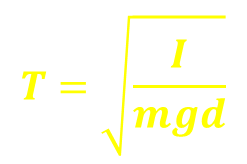 T = √(I / mgd)